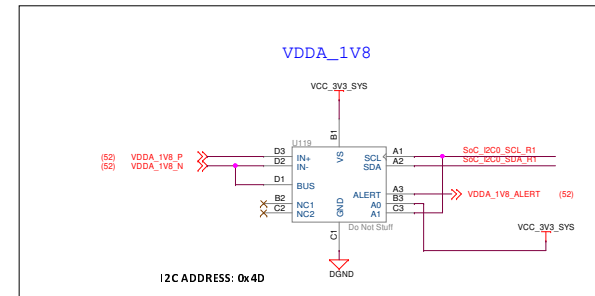 VDDA_1V8
VCC_3V3_SYS
B1
U119
(52) VDDA_1V8_P D3 IN+ VS SCL A1 SoC_I2C0_SCL_R1
(52) VDDA_1V8_N D2 IN- SDA A2 SoC_I2C0_SDA_R1
D1 BUS
ALERT A3 VDDA_1V8_ALERT (52)
B2 NC1 GND A0 B3
C2 NC2 A1 C3
Do Not Stuff
VCC_3V3_SYS
C1
DGND
I2C ADDRESS: 0x4D